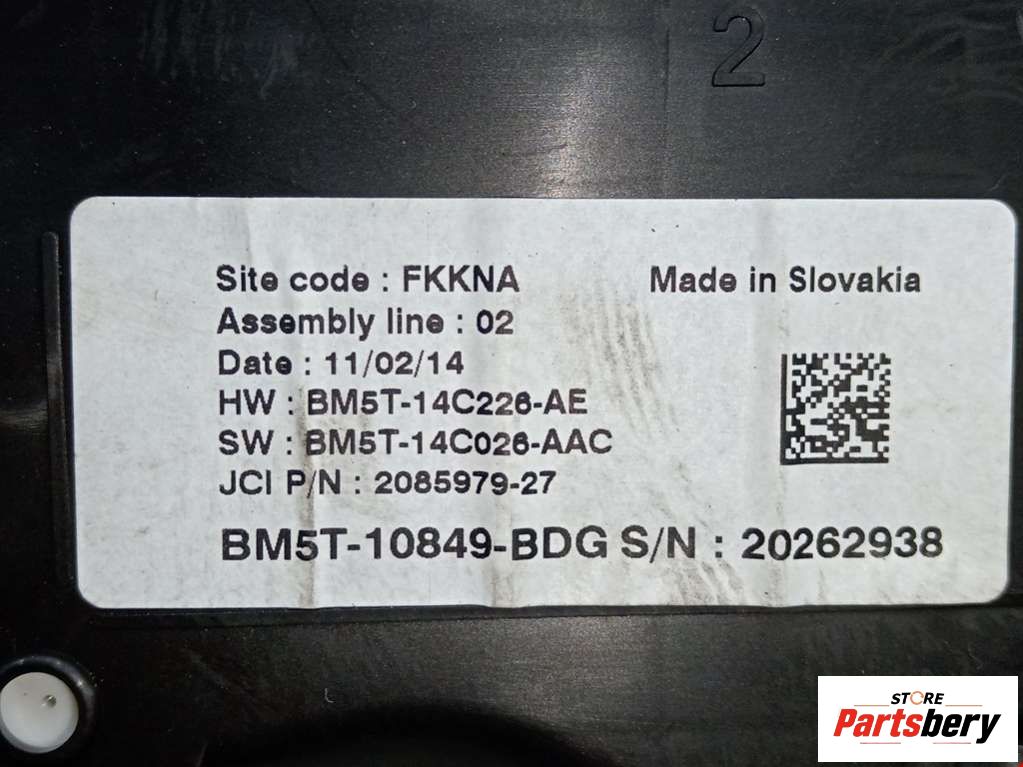 2
Site code : FKKNA
Made in Slovakia
Assembly line : 02
Date : 11/02/14
HW : BM5T-14C226-AE
SW : BM5T-14C026-AAC
JCI P/N : 2085979-27
BM5T-10849-BDG S/N : 20262938
STORE
Partsbery